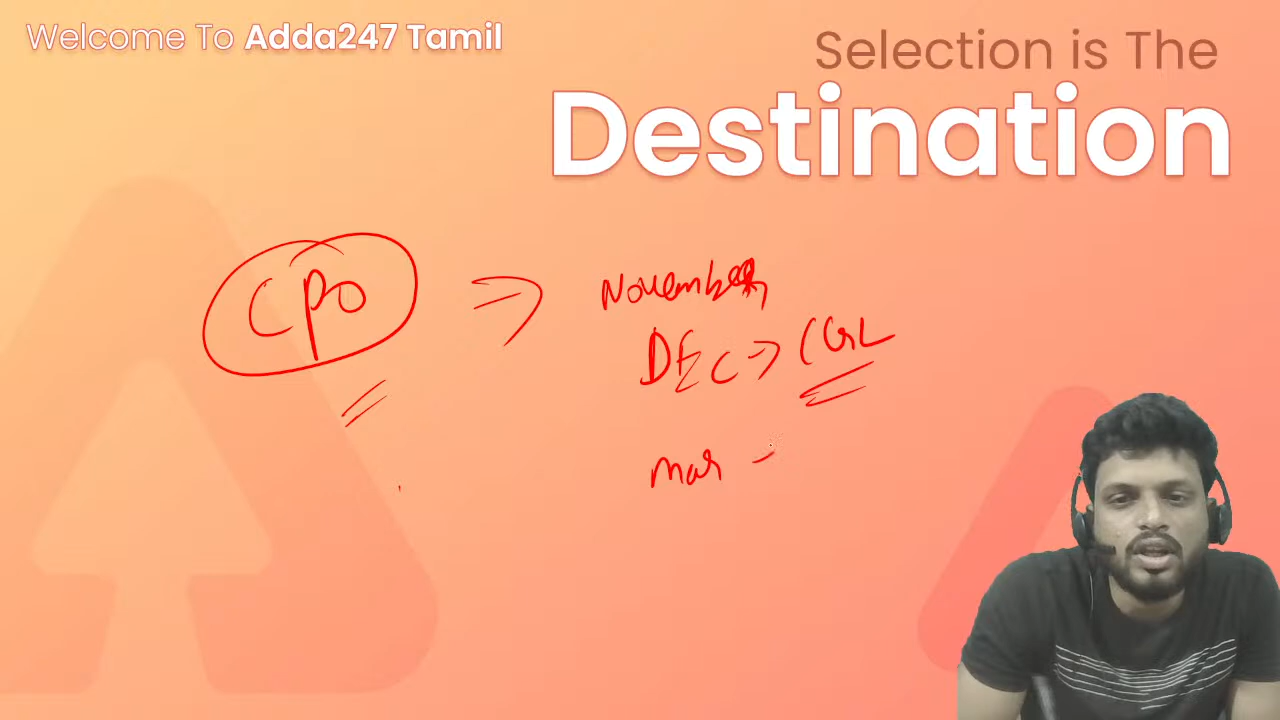 Welcome To Adda247 Tamil
Selection is The
Destination
CPO => November
DEC => CGL
Mar -